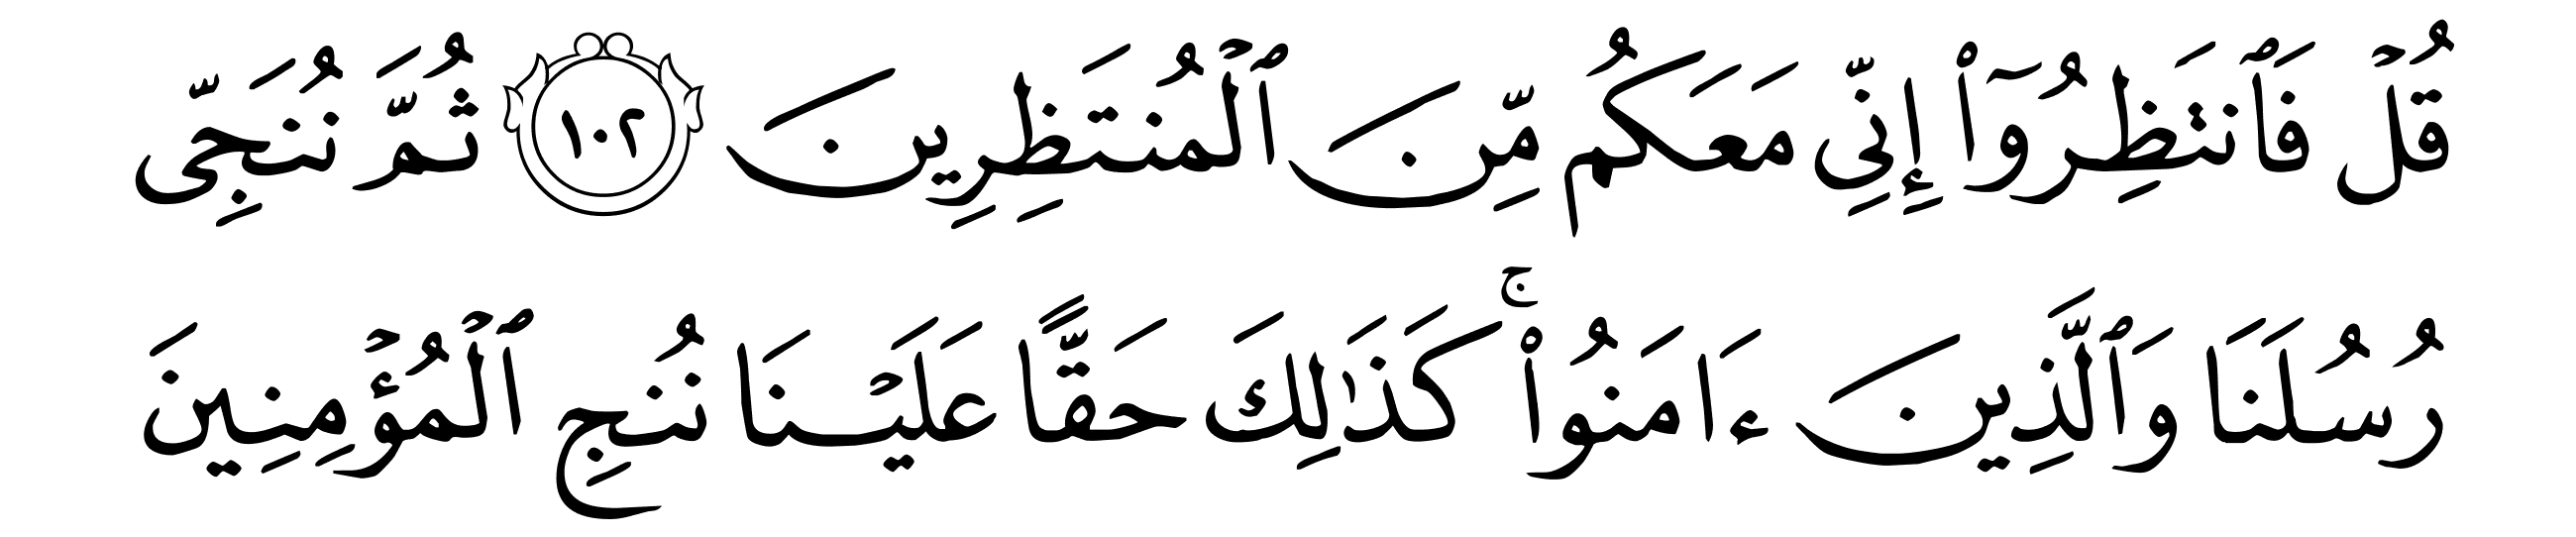 قُلۡ فَٱنتَظِرُوٓاْ إِنِّي مَعَكُم مِّنَ ٱلۡمُنتَظِرِينَ ١٠٢ ثُمَّ نُنَجِّي
رُسُلَنَا وَٱلَّذِينَ ءَامَنُواْۚ كَذَٰلِكَ حَقًّا عَلَيۡنَا نُنجِ ٱلۡمُؤۡمِنِينَ